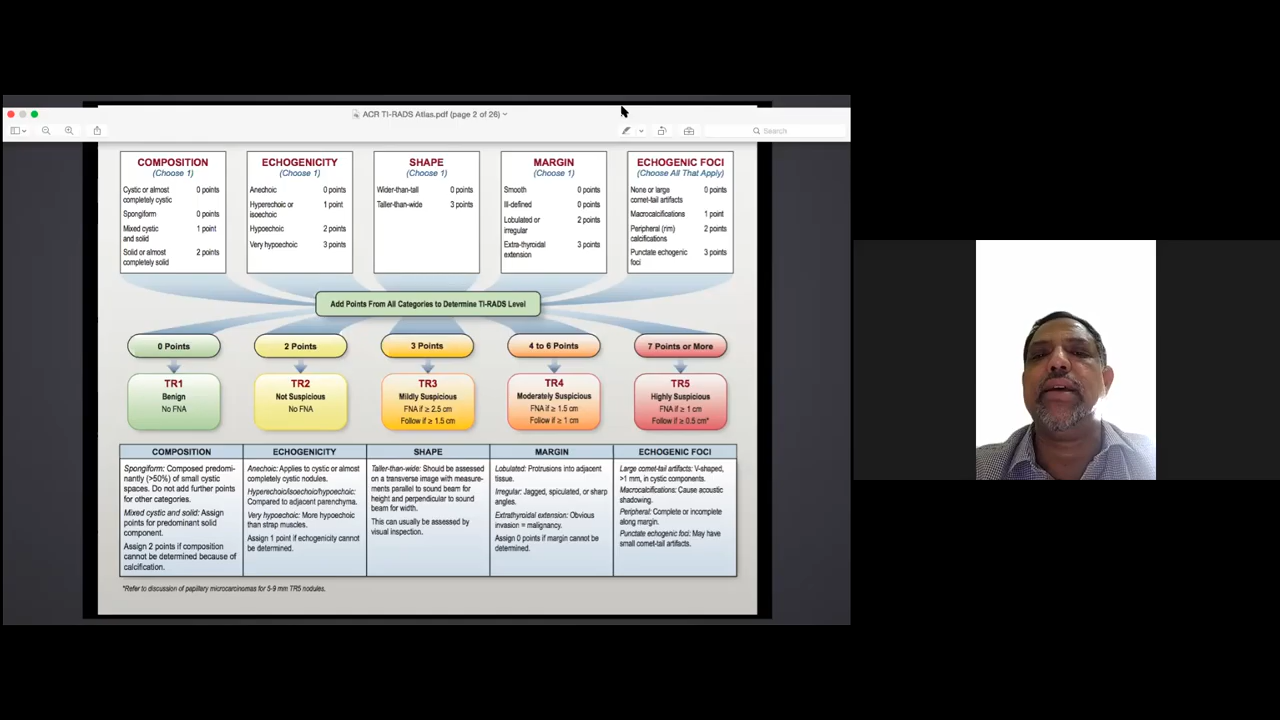 ACR TI-RADS Atlas.pdf (page 2 of 26)
Search
COMPOSITION
(Choose 1)
Cystic or almost completely cystic 0 points
Spongiform 0 points
Mixed cystic and solid 1 point
Solid or almost completely solid 2 points
ECHOGENICITY
(Choose 1)
Anechoic 0 points
Hyperechoic or isoechoic 1 point
Hypoechoic 2 points
Very hypoechoic 3 points
SHAPE
(Choose 1)
Wider-than-tall 0 points
Taller-than-wide 3 points
MARGIN
(Choose 1)
Smooth 0 points
Ill-defined 0 points
Lobulated or irregular 2 points
Extra-thyroidal extension 3 points
ECHOGENIC FOCI
(Choose All That Apply)
None or large comet-tail artifacts 0 points
Macrocalcifications 1 point
Peripheral (rim) calcifications 2 points
Punctate echogenic foci 3 points
Add Points From All Categories to Determine TI-RADS Level
0 Points
2 Points
3 Points
4 to 6 Points
7 Points or More
TR1
Benign
No FNA
TR2
Not Suspicious
No FNA
TR3
Mildly Suspicious
FNA if ≥ 2.5 cm
Follow if ≥ 1.5 cm
TR4
Moderately Suspicious
FNA if ≥ 1.5 cm
Follow if ≥ 1 cm
TR5
Highly Suspicious
FNA if ≥ 1 cm
Follow if ≥ 0.5 cm*
COMPOSITION
Spongiform: Composed predomi-
nantly (>50%) of small cystic
spaces. Do not add further points
for other categories.
Mixed cystic and solid: Assign
points for predominant solid
component.
Assign 2 points if composition
cannot be determined because of
calcification.
ECHOGENICITY
Anechoic: Applies to cystic or almost
completely cystic nodules.
Hyperechoic/isoechoic/hypoechoic:
Compared to adjacent parenchyma.
Very hypoechoic: More hypoechoic
than strap muscles.
Assign 1 point if echogenicity cannot
be determined.
SHAPE
Taller-than-wide: Should be assessed
on a transverse image with measure-
ments parallel to sound beam for
height and perpendicular to sound
beam for width.
This can usually be assessed by
visual inspection.
MARGIN
Lobulated: Protrusions into adjacent
tissue.
Irregular: Jagged, spiculated, or sharp
angles.
Extrathyroidal extension: Obvious
invasion = malignancy.
Assign 0 points if margin cannot be
determined.
ECHOGENIC FOCI
Large comet-tail artifacts: V-shaped,
>1 mm, in cystic components.
Macrocalcifications: Cause acoustic
shadowing.
Peripheral: Complete or incomplete
along margin.
Punctate echogenic foci: May have
small comet-tail artifacts.
*Refer to discussion of papillary microcarcinomas for 5-9 mm TR5 nodules.